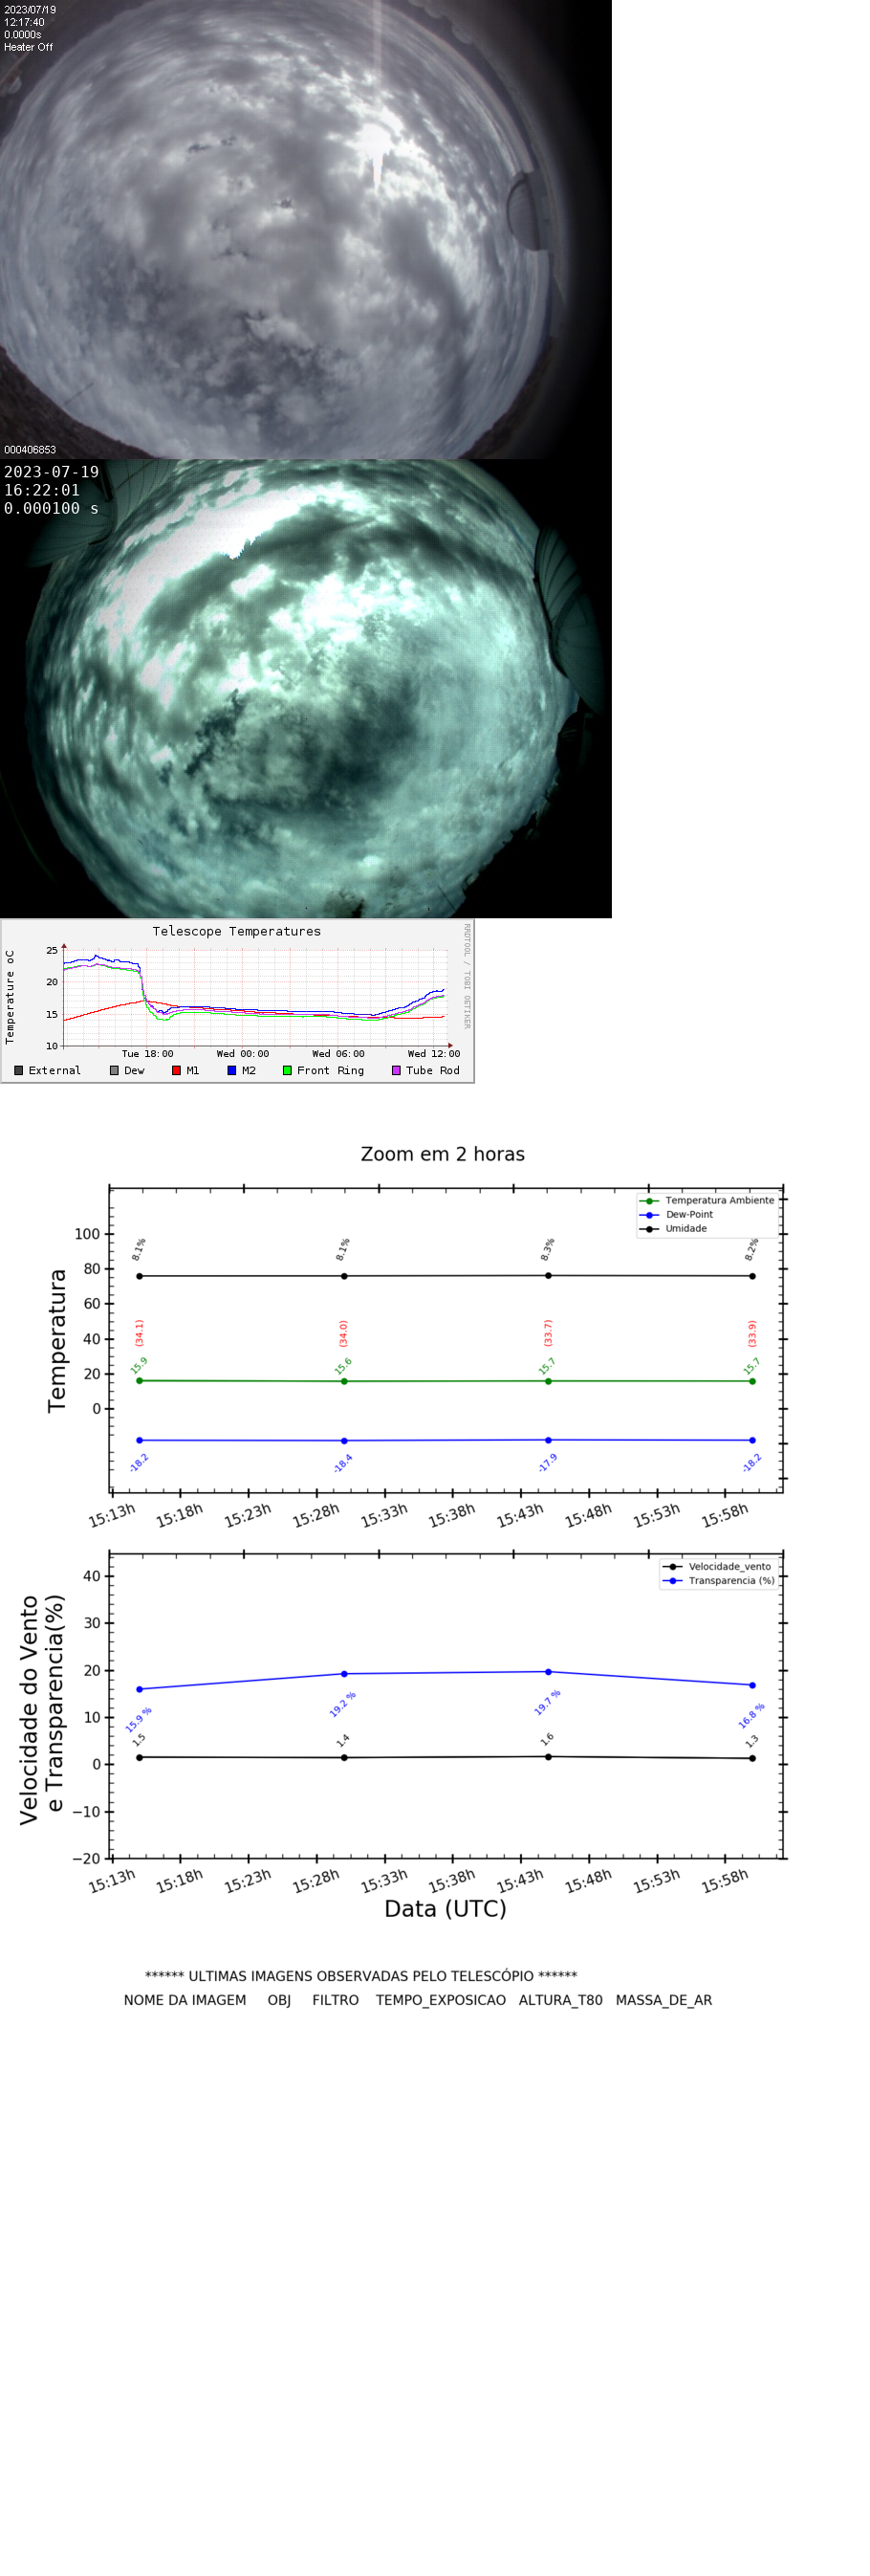 2023/07/19
12:17:40
0.0000s
Heater Off
000406853
2023-07-19
16:22:01
0.000100 s
Telescope Temperatures
RRDTOOL / TOBI OETIKER
Temperature oC
25
20
15
10
Tue 18:00 Wed 00:00 Wed 06:00 Wed 12:00
External Dew M1 M2 Front Ring Tube Rod
Zoom em 2 horas
Temperatura Ambiente
Dew-Point
Umidade
Temperatura
100
80
60
40
20
0
8.1% 8.1% 8.3% 8.2%
(34.1) (34.0) (33.7) (33.9)
15.9 15.6 15.7 15.7
-18.2 -18.4 -17.9 -18.2
15:13h 15:18h 15:23h 15:28h 15:33h 15:38h 15:43h 15:48h 15:53h 15:58h
Velocidade_vento
Transparencia (%)
Velocidade do Vento
e Transparencia(%)
40
30
20
10
0
−10
−20
15.9 % 19.2 % 19.7 % 16.8 %
1.5 1.4 1.6 1.3
15:13h 15:18h 15:23h 15:28h 15:33h 15:38h 15:43h 15:48h 15:53h 15:58h
Data (UTC)
****** ULTIMAS IMAGENS OBSERVADAS PELO TELESCÓPIO ******
NOME DA IMAGEM OBJ FILTRO TEMPO_EXPOSICAO ALTURA_T80 MASSA_DE_AR